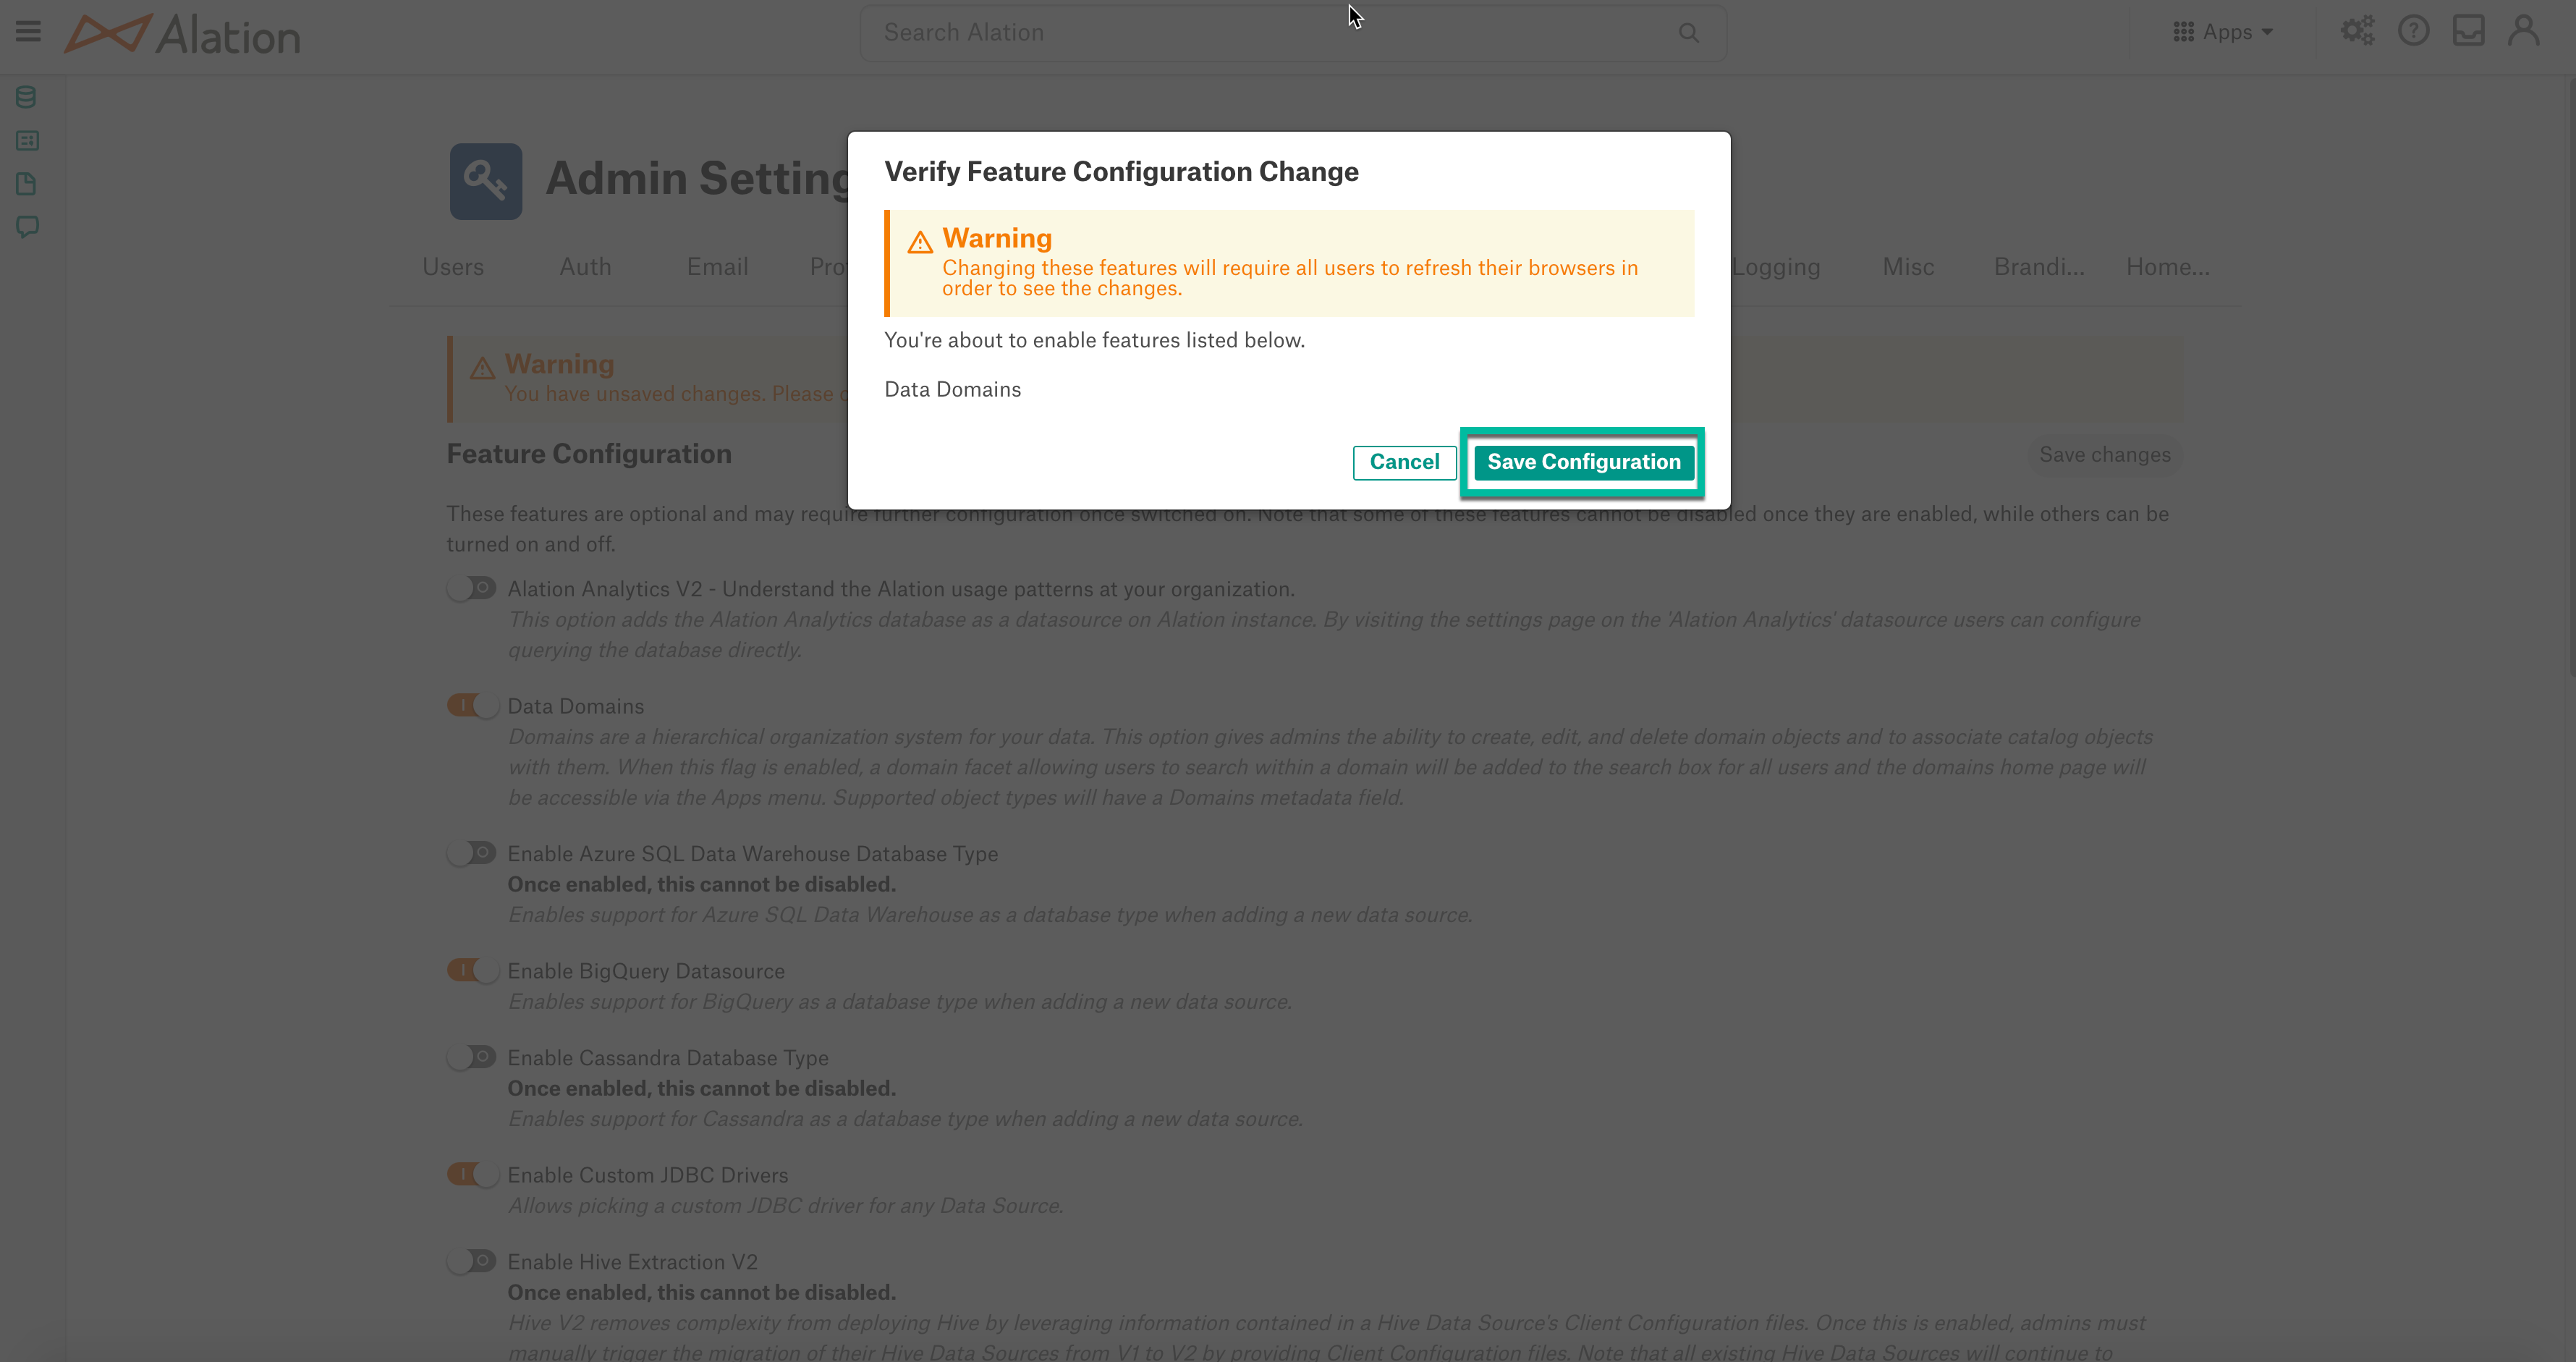 Alation
Search Alation
Apps
Admin Setting
Users
Auth
Email
Pro
Logging
Misc
Brandi...
Home...
Verify Feature Configuration Change
Warning
Changing these features will require all users to refresh their browsers in
order to see the changes.
You're about to enable features listed below.
Data Domains
Cancel
Save Configuration
Warning
You have unsaved changes. Please
Feature Configuration
Save changes
These features are optional and may require further configuration once switched on. Note that some of these features cannot be disabled once they are enabled, while others can be
turned on and off.
Alation Analytics V2 - Understand the Alation usage patterns at your organization.
This option adds the Alation Analytics database as a datasource on Alation instance. By visiting the settings page on the 'Alation Analytics' datasource users can configure
querying the database directly.
Data Domains
Domains are a hierarchical organization system for your data. This option gives admins the ability to create, edit, and delete domain objects and to associate catalog objects
with them. When this flag is enabled, a domain facet allowing users to search within a domain will be added to the search box for all users and the domains home page will
be accessible via the Apps menu. Supported object types will have a Domains metadata field.
Enable Azure SQL Data Warehouse Database Type
Once enabled, this cannot be disabled.
Enables support for Azure SQL Data Warehouse as a database type when adding a new data source.
Enable BigQuery Datasource
Enables support for BigQuery as a database type when adding a new data source.
Enable Cassandra Database Type
Once enabled, this cannot be disabled.
Enables support for Cassandra as a database type when adding a new data source.
Enable Custom JDBC Drivers
Allows picking a custom JDBC driver for any Data Source.
Enable Hive Extraction V2
Once enabled, this cannot be disabled.
Hive V2 removes complexity from deploying Hive by leveraging information contained in a Hive Data Source's Client Configuration files. Once this is enabled, admins must
manually trigger the migration of their Hive Data Sources from V1 to V2 by providing Client Configuration files. Note that all existing Hive Data Sources will continue to